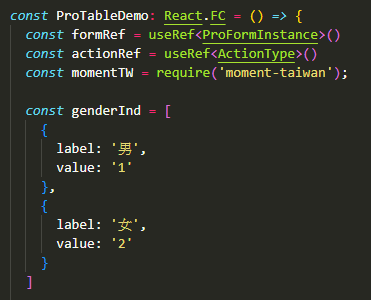 const ProTableDemo: React.FC = () => {
const formRef = useRef<ProFormInstance>()
const actionRef = useRef<ActionType>()
const momentTW = require('moment-taiwan');
const genderInd = [
{
label: '男',
value: '1'
},
{
label: '女',
value: '2'
}
]